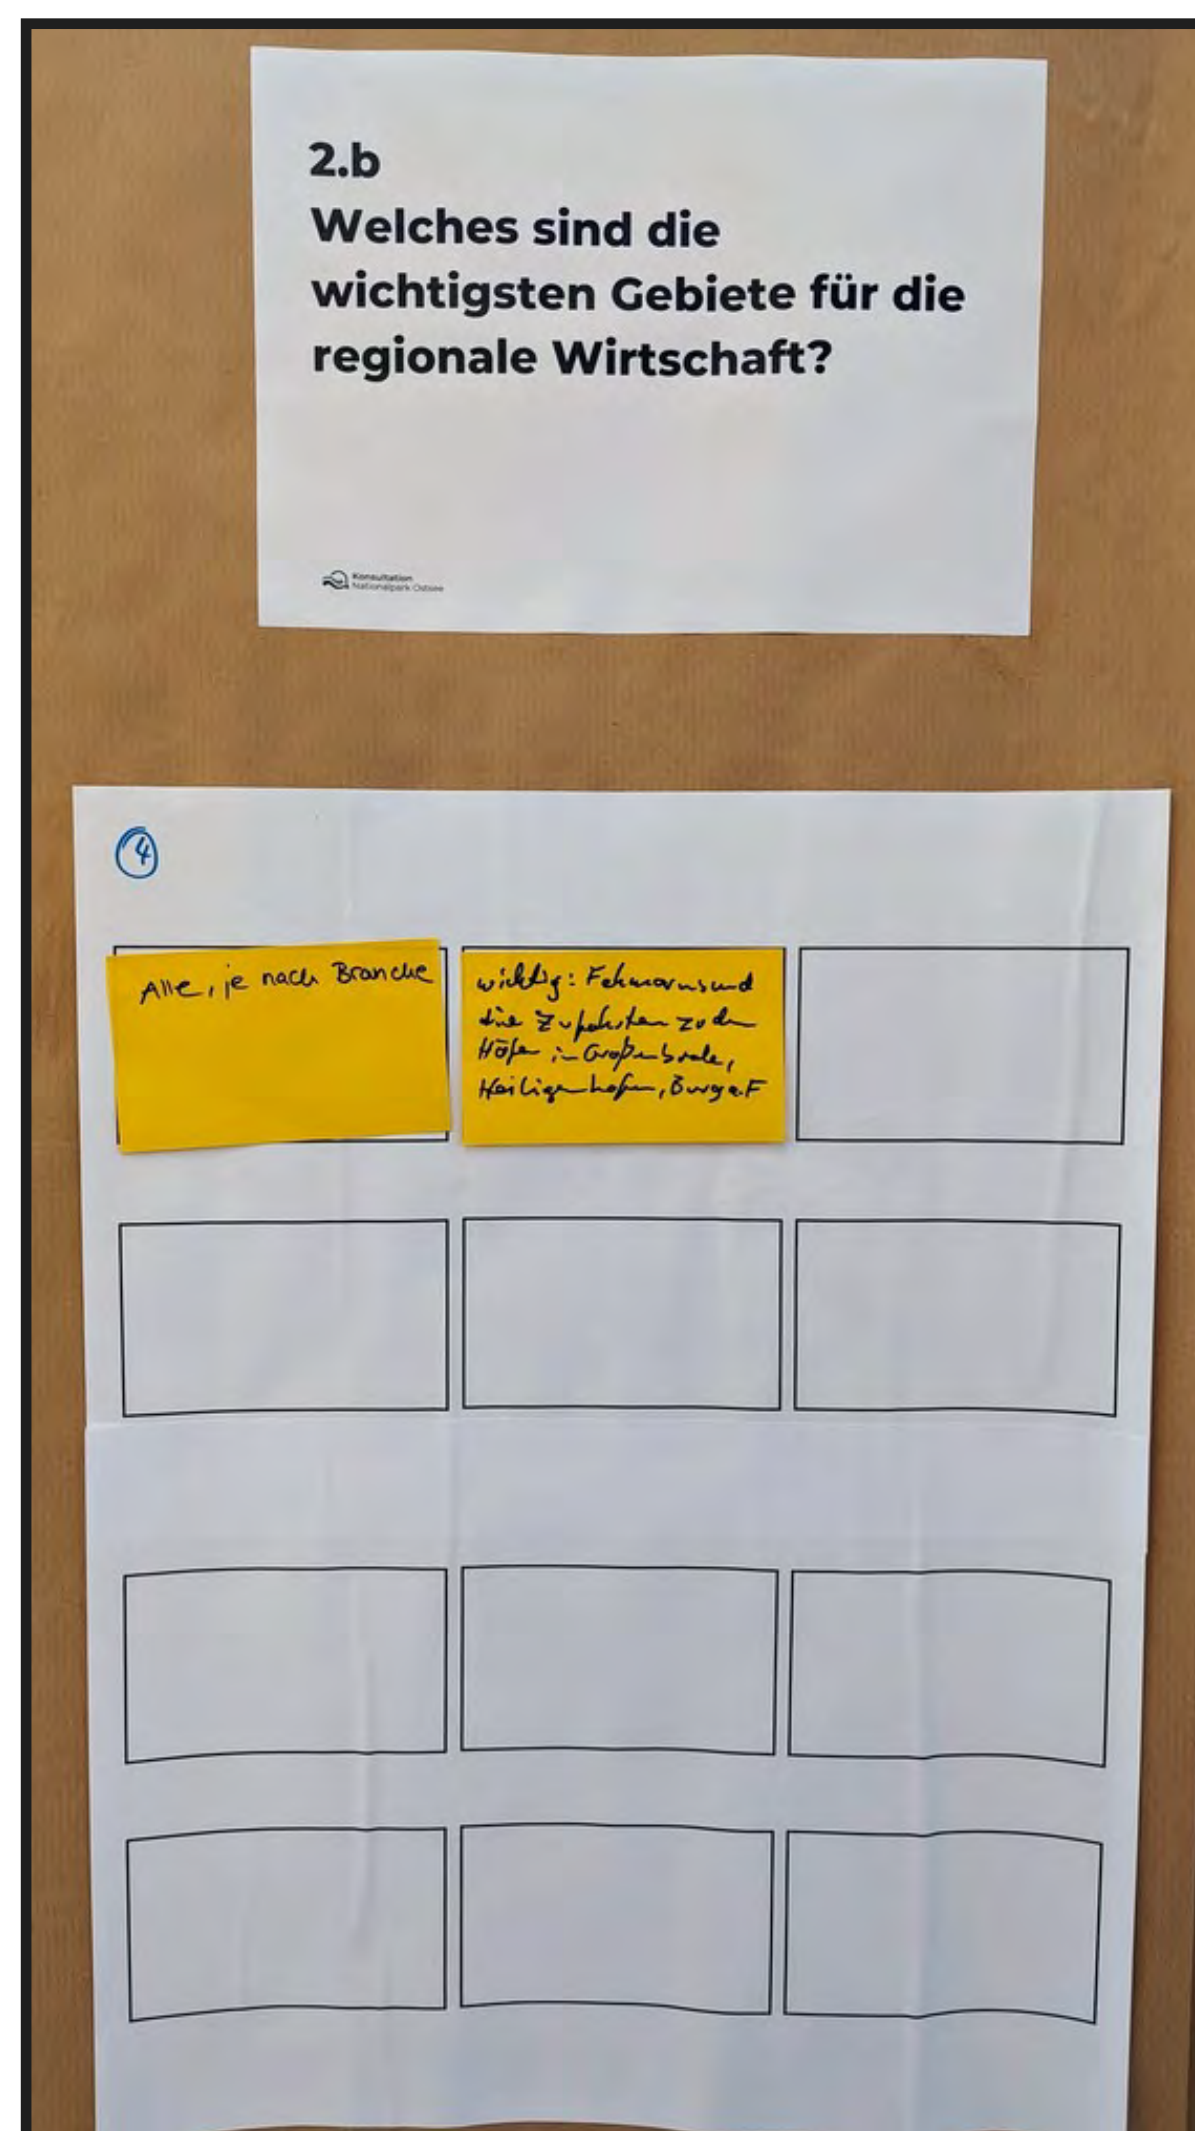 2.b
Welches sind die
wichtigsten Gebiete für die
regionale Wirtschaft?
Konsultation
Nationalpark Ostsee
4
Alle, je nach Branche
wichtig: Fehmarnsund
die Zufahrten zu den
Häfen in Großenbrode,
Heiligenhafen, Burg a.F